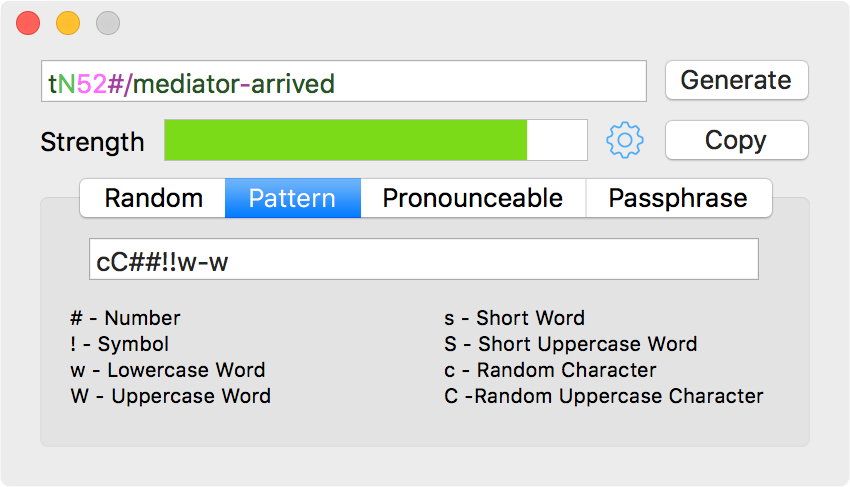 tN52#/mediator-arrived
Generate
Strength
Copy
Random
Pattern
Pronounceable
Passphrase
cC##!!w-w
# - Number
! - Symbol
w - Lowercase Word
W - Uppercase Word
s - Short Word
S - Short Uppercase Word
c - Random Character
C -Random Uppercase Character